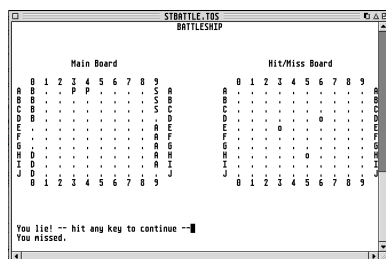 STBATTLE.TOS
BATTLESHIP
Main Board Hit/Miss Board
0 1 2 3 4 5 6 7 8 9 0 1 2 3 4 5 6 7 8 9
A B . . P P . . . . S A A . . . . . . . . . . A
B B . . . . . . . . S B B . . . . . . . . . . B
C B . . . . . . . . S C C . . . . . . . . . . C
D B . . . . . . . . . D D . . . . . . o . . . D
E . . . . . . . . . A E E . . . o . . . . . . E
F . . . . . . . . . A F F . . . . . . . . . . F
G . . . . . . . . . A G G . . . . . . . . . . G
H D . . . . . . . . A H H . . . . . o . . . . H
I D . . . . . . . . A I I . . . . . . . . . . I
J D . . . . . . . . . J J . . . . . . . . . . J
0 1 2 3 4 5 6 7 8 9 0 1 2 3 4 5 6 7 8 9
You lie! -- hit any key to continue --
You missed.